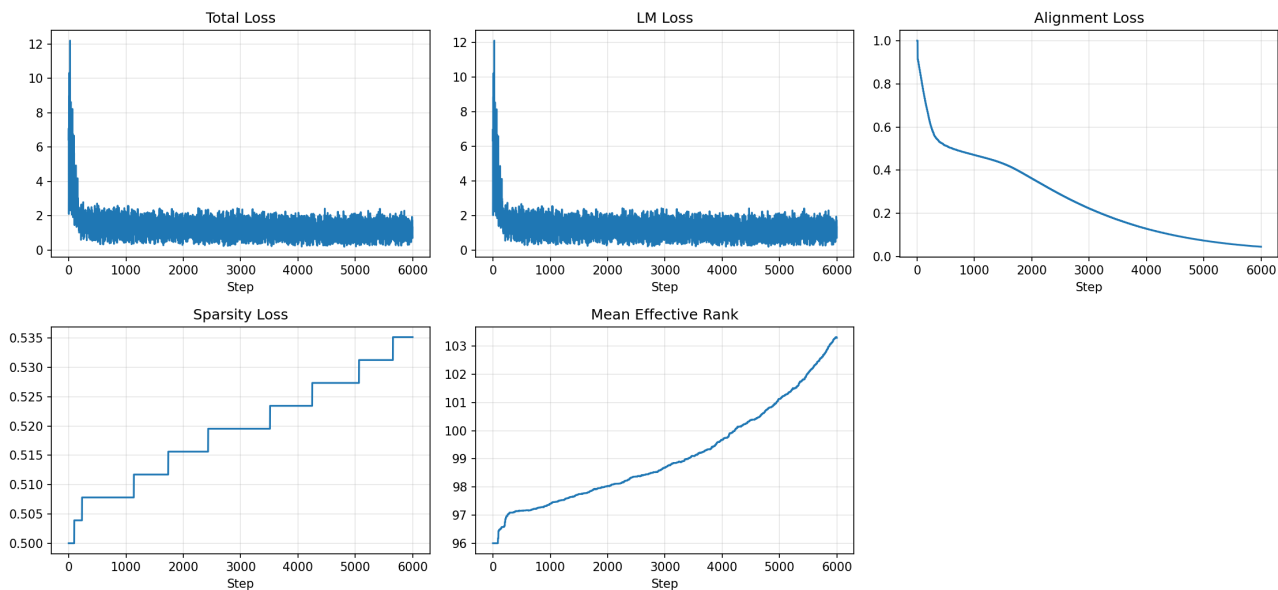 Total Loss
12
10
8
6
4
2
0
0 1000 2000 3000 4000 5000 6000
Step
LM Loss
12
10
8
6
4
2
0
0 1000 2000 3000 4000 5000 6000
Step
Alignment Loss
1.0
0.8
0.6
0.4
0.2
0.0
0 1000 2000 3000 4000 5000 6000
Step
Sparsity Loss
0.535
0.530
0.525
0.520
0.515
0.510
0.505
0.500
0 1000 2000 3000 4000 5000 6000
Step
Mean Effective Rank
103
102
101
100
99
98
97
96
0 1000 2000 3000 4000 5000 6000
Step